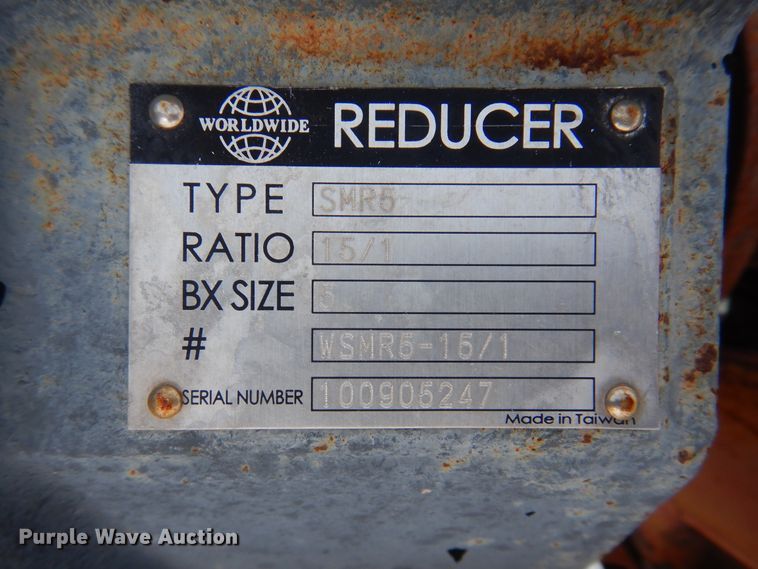 WORLDWIDE REDUCER
TYPE SMR5
RATIO 15/1
BX SIZE 5
# WSMR5-15/1
SERIAL NUMBER 100905247
Made in Taiwan
Purple Wave Auction